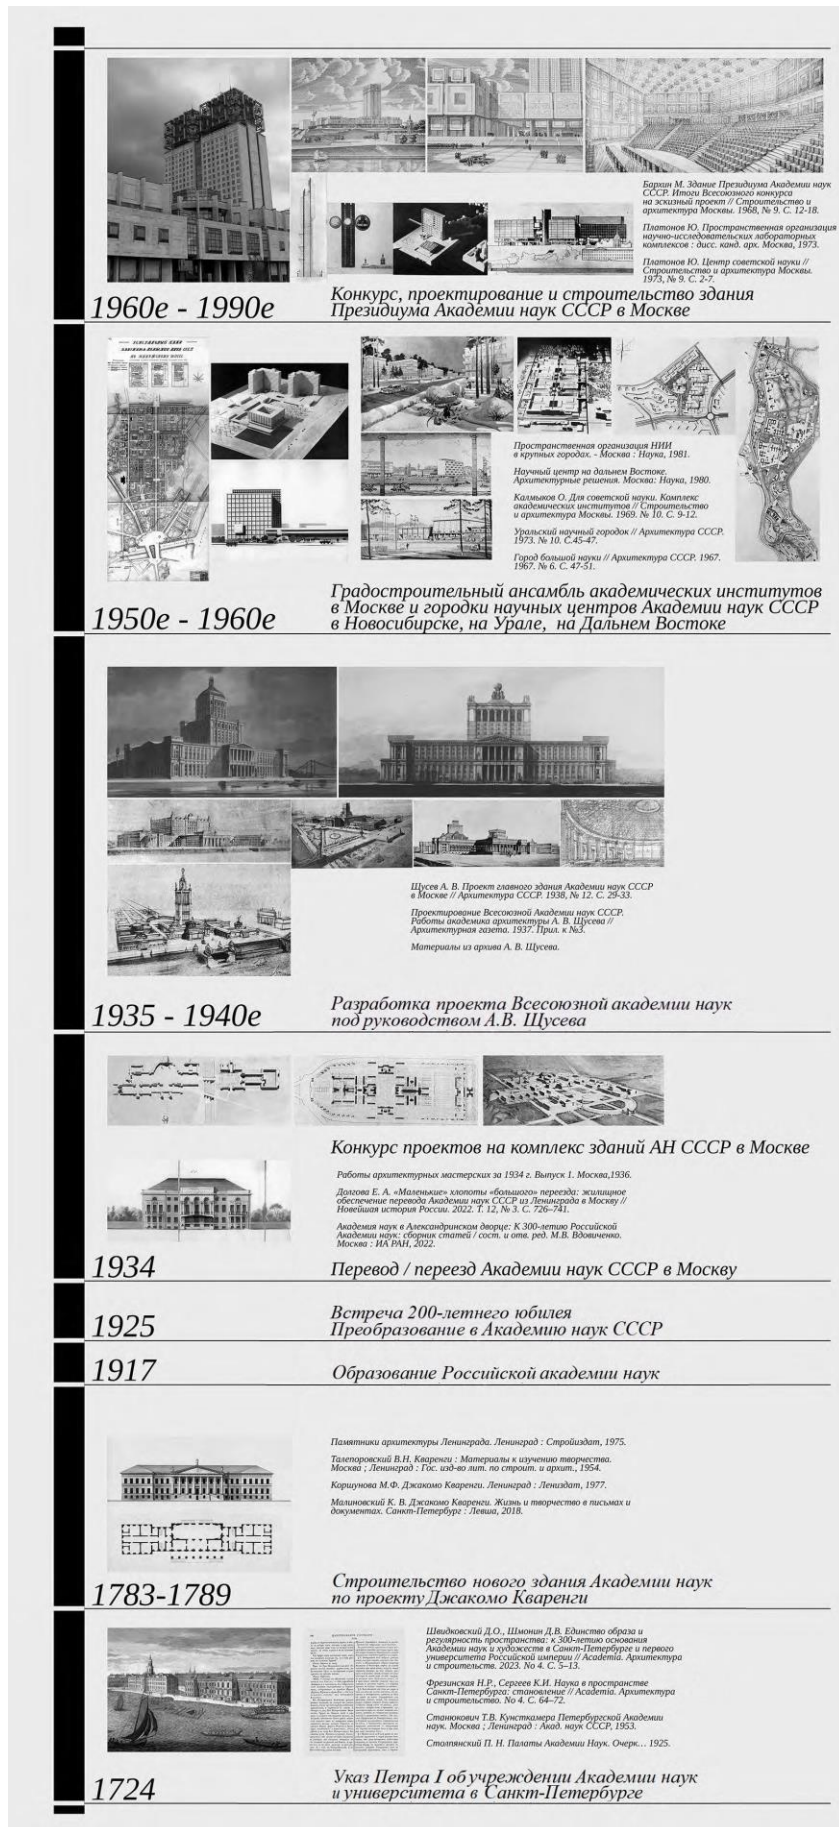 Бархин М. Здание Президиума Академии наук
СССР. Итоги Всесоюзного конкурса
на эскизный проект // Строительство и
архитектура Москвы. 1968, № 9. С. 12-18.
Платонов Ю. Пространственная организация
научно-исследовательских лабораторных
комплексов : дисс. канд. арх. Москва, 1973.
Платонов Ю. Центр советской науки //
Строительство и архитектура Москвы.
1973, № 9. С. 2-7.
1960е - 1990е
Конкурс, проектирование и строительство здания
Президиума Академии наук СССР в Москве
Пространственная организация НИИ
в крупных городах. - Москва : Наука, 1981.
Научный центр на дальнем Востоке.
Архитектурные решения. Москва: Наука, 1980.
Калмыков О. Для советской науки. Комплекс
академических институтов // Строительство
и архитектура Москвы. 1969. № 10. С. 9-12.
Уральский научный городок // Архитектура СССР.
1973. № 10. С.45-47.
Город большой науки // Архитектура СССР. 1967.
1967. № 6. С. 47-51.
1950е - 1960е
Градостроительный ансамбль академических институтов
в Москве и городки научных центров Академии наук СССР
в Новосибирске, на Урале, на Дальнем Востоке
Щусев А. В. Проект главного здания Академии наук СССР
в Москве // Архитектура СССР. 1938, № 12. С. 29-33.
Проектирование Всесоюзной Академии наук СССР.
Работы академика архитектуры А. В. Щусева //
Архитектурная газета. 1937. Прил. к №3.
Материалы из архива А. В. Щусева.
1935 - 1940е
Разработка проекта Всесоюзной академии наук
под руководством А.В. Щусева
Конкурс проектов на комплекс зданий АН СССР в Москве
Работы архитектурных мастерских за 1934 г. Выпуск 1. Москва,1936.
Долгова Е. А. «Маленькие» хлопоты «большого» переезда: жилищное
обеспечение перевода Академии наук СССР из Ленинграда в Москву //
Новейшая история России. 2022. Т. 12, № 3. С. 726–741.
Академия наук в Александринском дворце: К 300-летию Российской
Академии наук: сборник статей / сост. и отв. ред. М.В. Вдовиченко.
Москва : ИА РАН, 2022.
1934
Перевод / переезд Академии наук СССР в Москву
1925
Встреча 200-летнего юбилея
Преобразование в Академию наук СССР
1917
Образование Российской академии наук
Памятники архитектуры Ленинграда. Ленинград : Стройиздат, 1975.
Талепоровский В.Н. Кваренги : Материалы к изучению творчества.
Москва ; Ленинград : Гос. изд-во лит. по строит. и архит., 1954.
Коршунова М.Ф. Джакомо Кваренги. Ленинград : Лениздат, 1977.
Малиновский К. В. Джакомо Кваренги. Жизнь и творчество в письмах и
документах. Санкт-Петербург : Левша, 2018.
1783-1789
Строительство нового здания Академии наук
по проекту Джакомо Кваренги
Швидковский Д.О., Шмонин Д.В. Единство образа и
регулярность пространства: к 300-летию основания
Академии наук и художеств в Санкт-Петербурге и первого
университета Российской империи // Academia. Архитектура
и строительств. 2023. No 4. С. 5–13.
Фрезинская Н.Р., Сергеев К.И. Наука в пространстве
Санкт-Петербурга: становление // Academia. Архитектура
и строительство. No 4. С. 64–72.
Станюкович Т.В. Кунсткамера Петербургской Академии
наук. Москва ; Ленинград : Акад. наук СССР, 1953.
Столпянский П. Н. Палаты Академии Наук. Очерк… 1925.
1724
Указ Петра I об учреждении Академии наук
и университета в Санкт-Петербурге